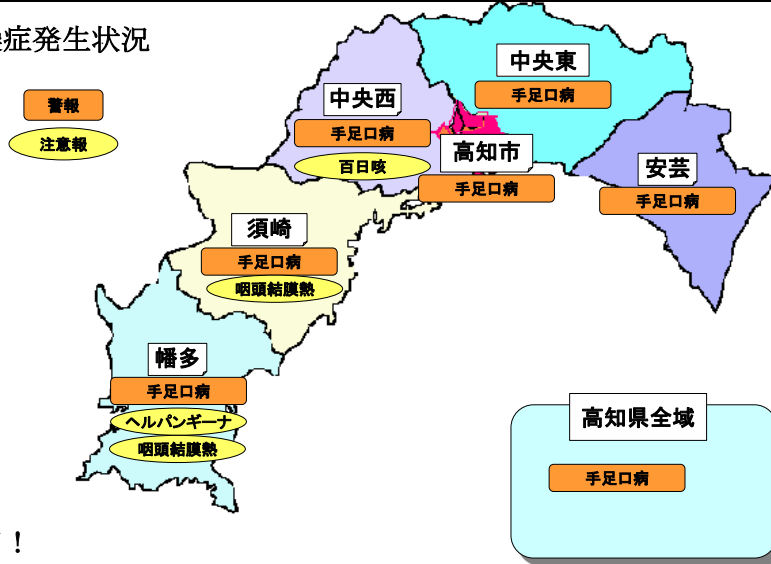 症発生状況
警報
注意報
中央東
手足口病
中央西
手足口病
百日咳
高知市
手足口病
安芸
手足口病
須崎
手足口病
咽頭結膜熱
幡多
手足口病
ヘルパンギーナ
咽頭結膜熱
高知県全域
手足口病
！